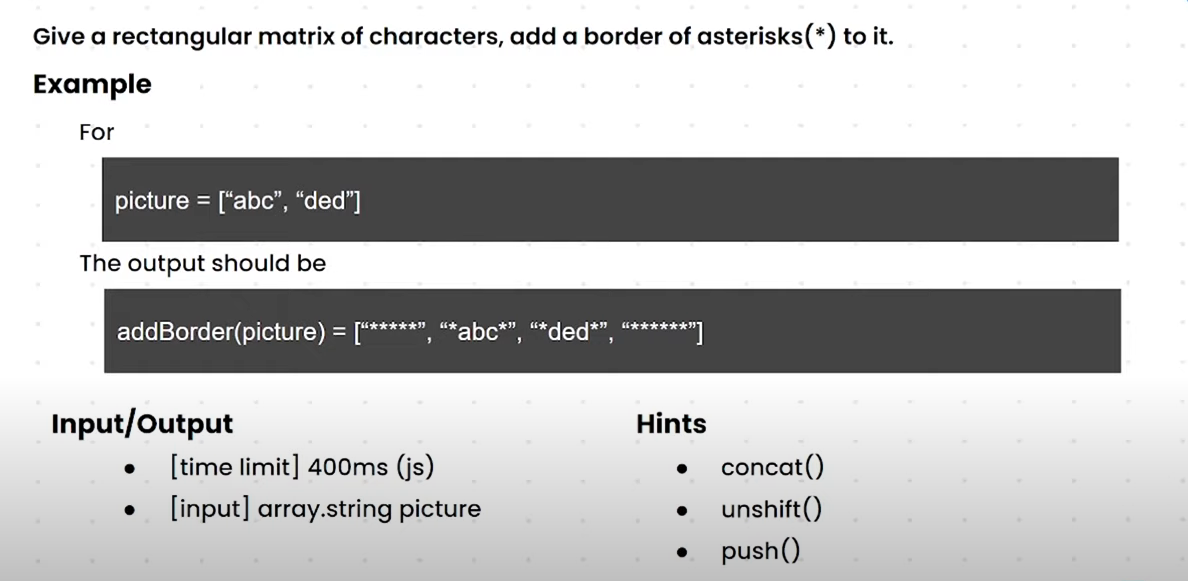 Give a rectangular matrix of characters, add a border of asterisks(*) to it.
Example
For
picture = [“abc”, “ded”]
The output should be
addBorder(picture) = [“*****”, “*abc*”, “*ded*”, “******”]
Input/Output
● [time limit] 400ms (js)
● [input] array.string picture
Hints
● concat()
● unshift()
● push()